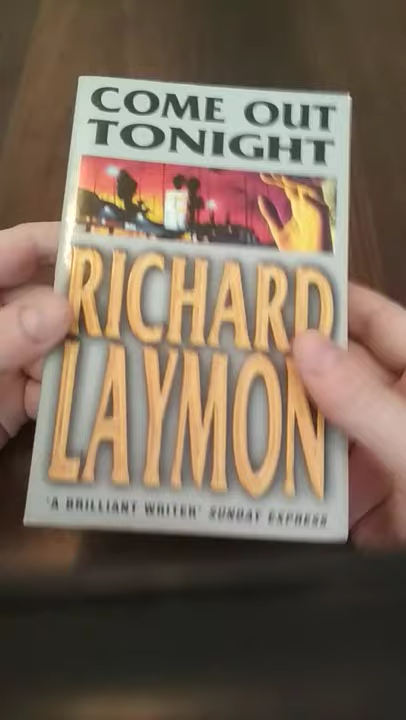 COME OUT
TONIGHT
RICHARD
LAYMON
'A BRILLIANT WRITER' SUNDAY EXPRESS